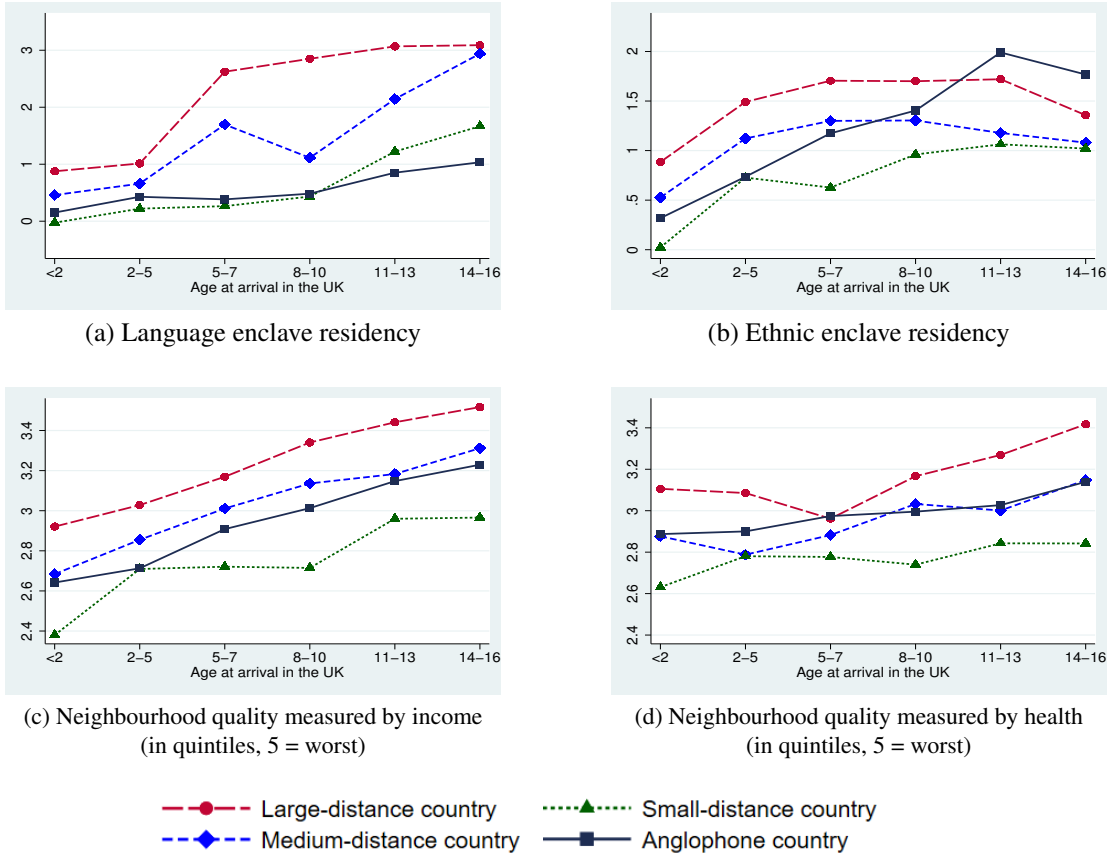 3
2
1
0
<2 2−5 5−7 8−10 11−13 14−16
Age at arrival in the UK
(a) Language enclave residency
2
1.5
1
.5
0
<2 2−5 5−7 8−10 11−13 14−16
Age at arrival in the UK
(b) Ethnic enclave residency
3.4
3.2
3
2.8
2.6
2.4
<2 2−5 5−7 8−10 11−13 14−16
Age at arrival in the UK
(c) Neighbourhood quality measured by income
(in quintiles, 5 = worst)
3.4
3.2
3
2.8
2.6
2.4
<2 2−5 5−7 8−10 11−13 14−16
Age at arrival in the UK
(d) Neighbourhood quality measured by health
(in quintiles, 5 = worst)
Large-distance country Small-distance country
Medium-distance country Anglophone country